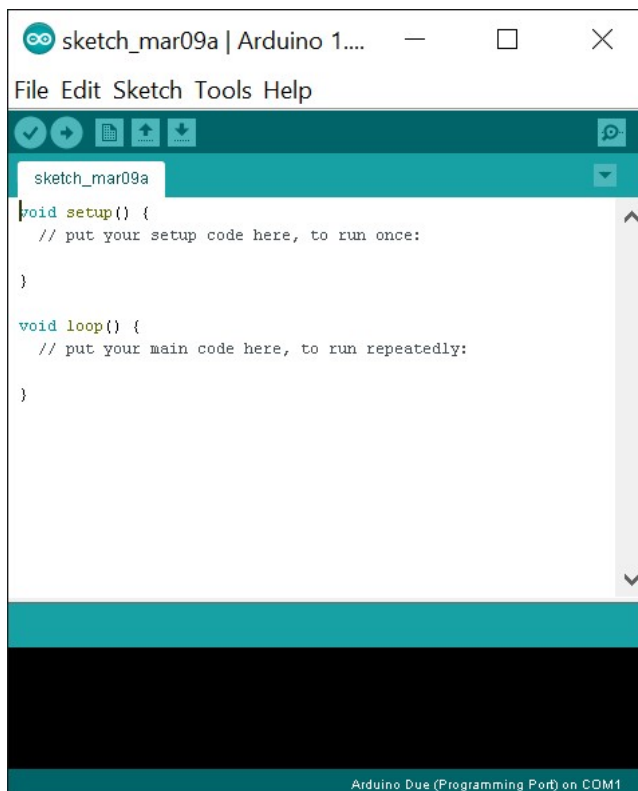 sketch_mar09a | Arduino 1....
File Edit Sketch Tools Help
sketch_mar09a
void setup() {
  // put your setup code here, to run once:
}
void loop() {
  // put your main code here, to run repeatedly:
}
Arduino Due (Programming Port) on COM1